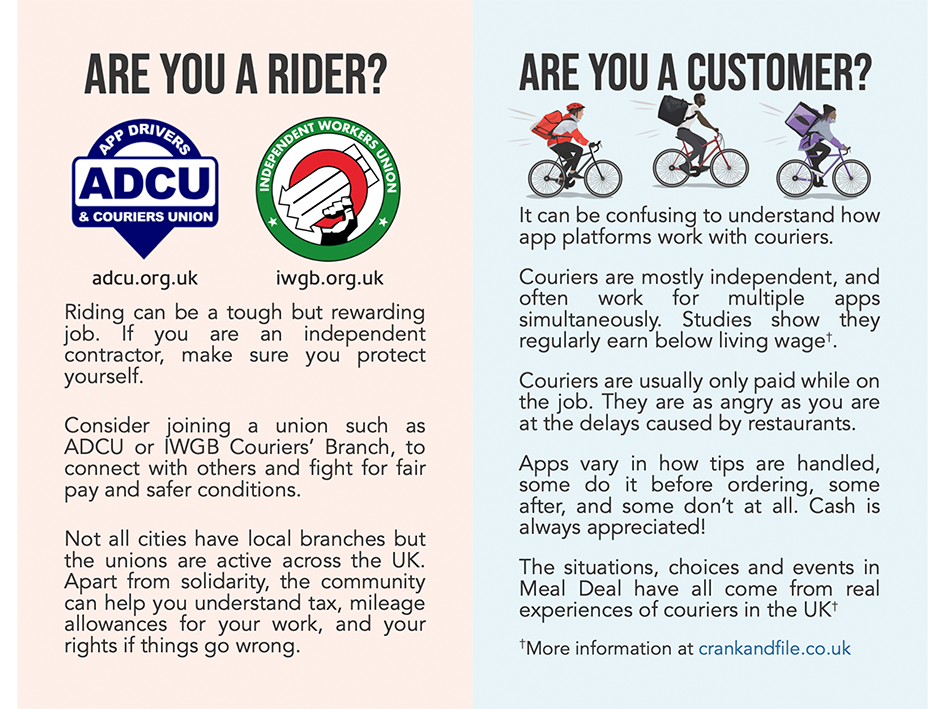 ARE YOU A RIDER?
APP DRIVERS
ADCU
& COURIERS UNION
INDEPENDENT WORKERS UNION
adcu.org.uk
iwgb.org.uk
Riding can be a tough but rewarding
job. If you are an independent
contractor, make sure you protect
yourself.
Consider joining a union such as
ADCU or IWGB Couriers' Branch, to
connect with others and fight for fair
pay and safer conditions.
Not all cities have local branches but
the unions are active across the UK.
Apart from solidarity, the community
can help you understand tax, mileage
allowances for your work, and your
rights if things go wrong.
ARE YOU A CUSTOMER?
It can be confusing to understand how
app platforms work with couriers.
Couriers are mostly independent, and
often work for multiple apps
simultaneously. Studies show they
regularly earn below living wage†.
Couriers are usually only paid while on
the job. They are as angry as you are
at the delays caused by restaurants.
Apps vary in how tips are handled,
some do it before ordering, some
after, and some don't at all. Cash is
always appreciated!
The situations, choices and events in
Meal Deal have all come from real
experiences of couriers in the UK†
†More information at crankandfile.co.uk